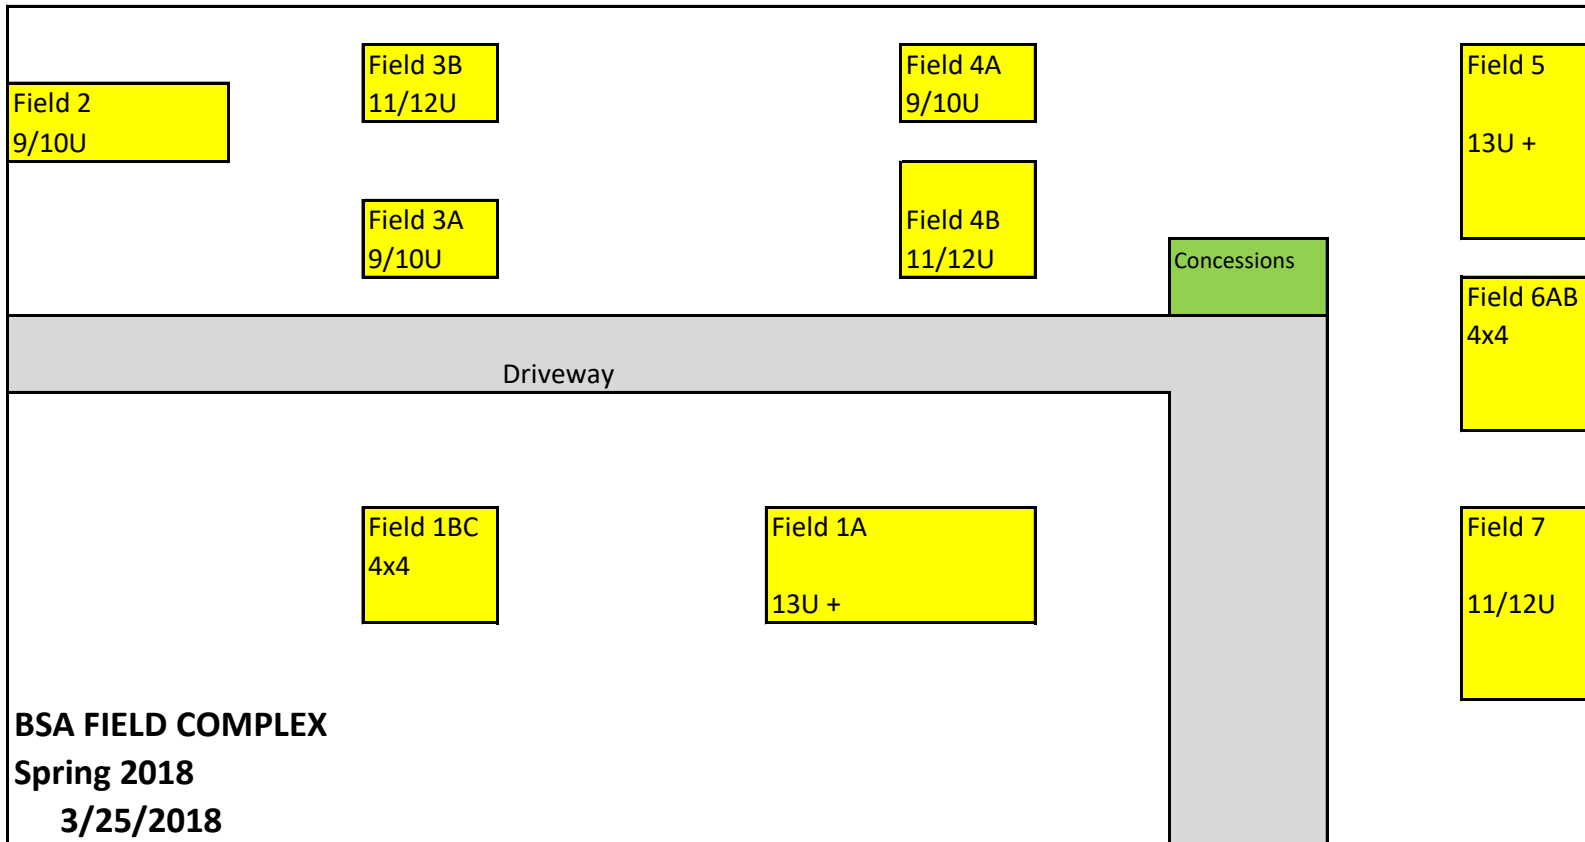 Field 2
9/10U
Field 3B
11/12U
Field 3A
9/10U
Field 4A
9/10U
Field 4B
11/12U
Concessions
Field 5
13U +
Field 6AB
4x4
Driveway
Field 1BC
4x4
Field 1A
13U +
Field 7
11/12U
BSA FIELD COMPLEX
Spring 2018
3/25/2018